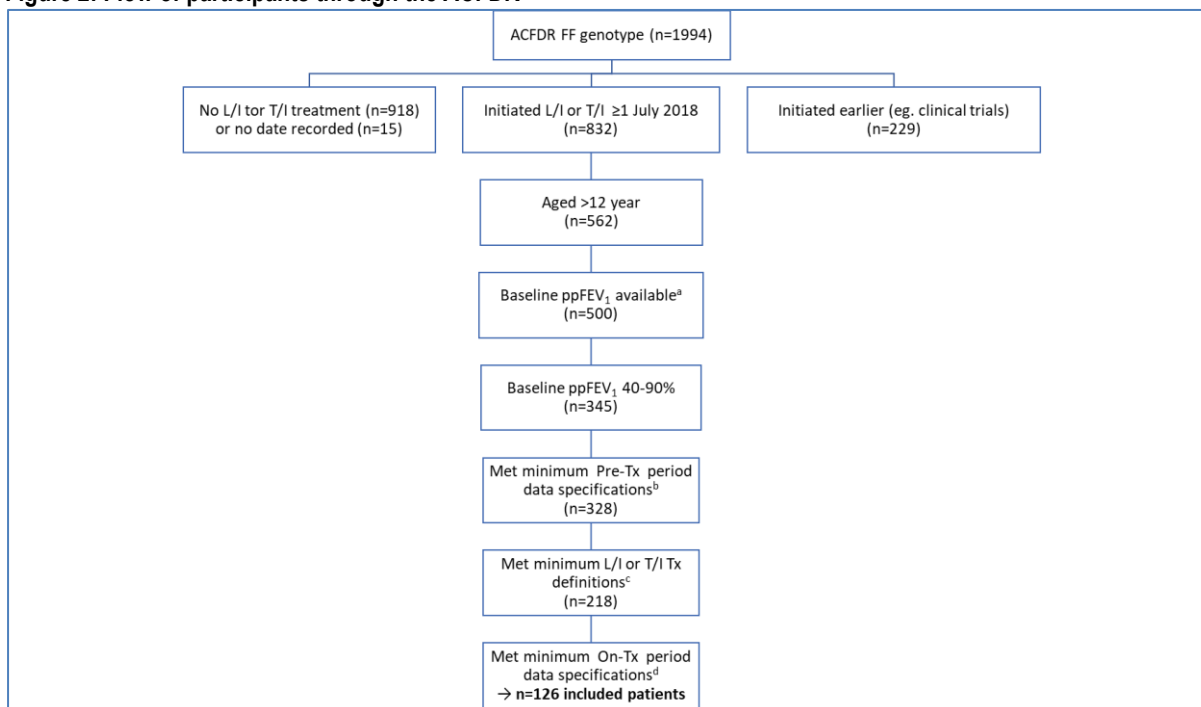 ACFDR FF genotype (n=1994)
No L/I tor T/I treatment (n=918)
or no date recorded (n=15)
Initiated L/I or T/I ≥1 July 2018
(n=832)
Initiated earlier (eg. clinical trials)
(n=229)
Aged >12 year
(n=562)
Baseline ppFEV₁ availableᵃ
(n=500)
Baseline ppFEV₁ 40-90%
(n=345)
Met minimum Pre-Tx period
data specificationsᵇ
(n=328)
Met minimum L/I or T/I Tx
definitionsᶜ
(n=218)
Met minimum On-Tx period
data specificationsᵈ
→ n=126 included patients